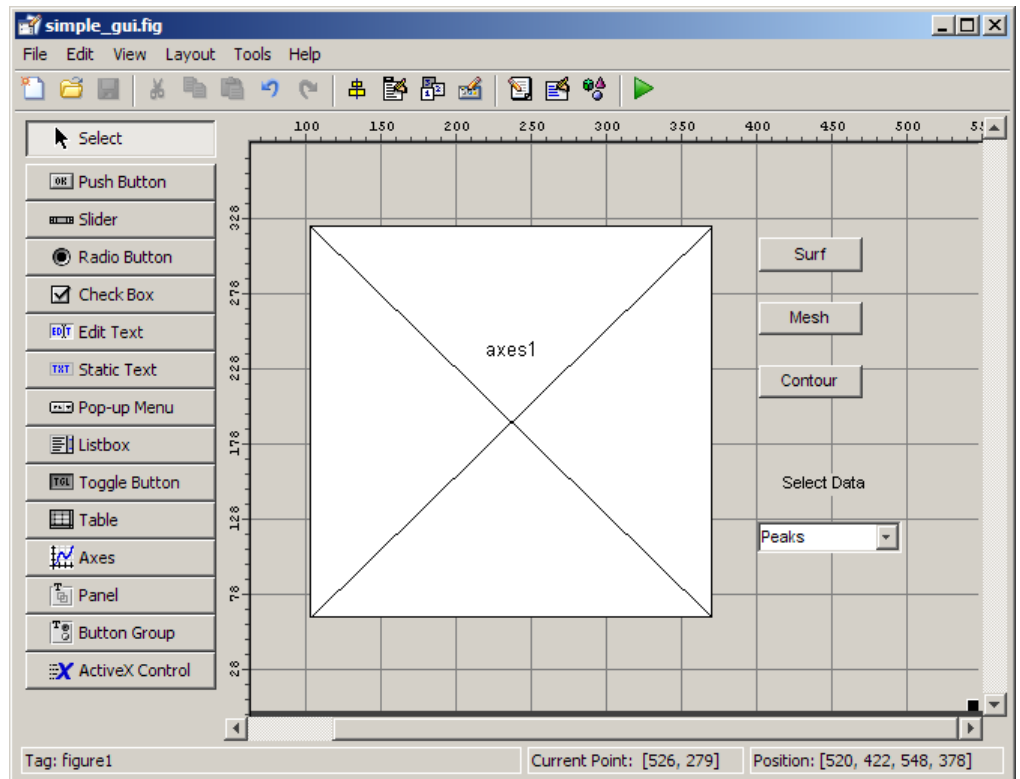 simple_gui.fig
File Edit View Layout Tools Help
Select
Push Button
Slider
Radio Button
Check Box
Edit Text
Static Text
Pop-up Menu
Listbox
Toggle Button
Table
Axes
Panel
Button Group
ActiveX Control
100 150 200 250 300 350 400 450 500
328
278
228
178
128
78
28
axes1
Surf
Mesh
Contour
Select Data
Peaks
Tag: figure1
Current Point: [526, 279]
Position: [520, 422, 548, 378]